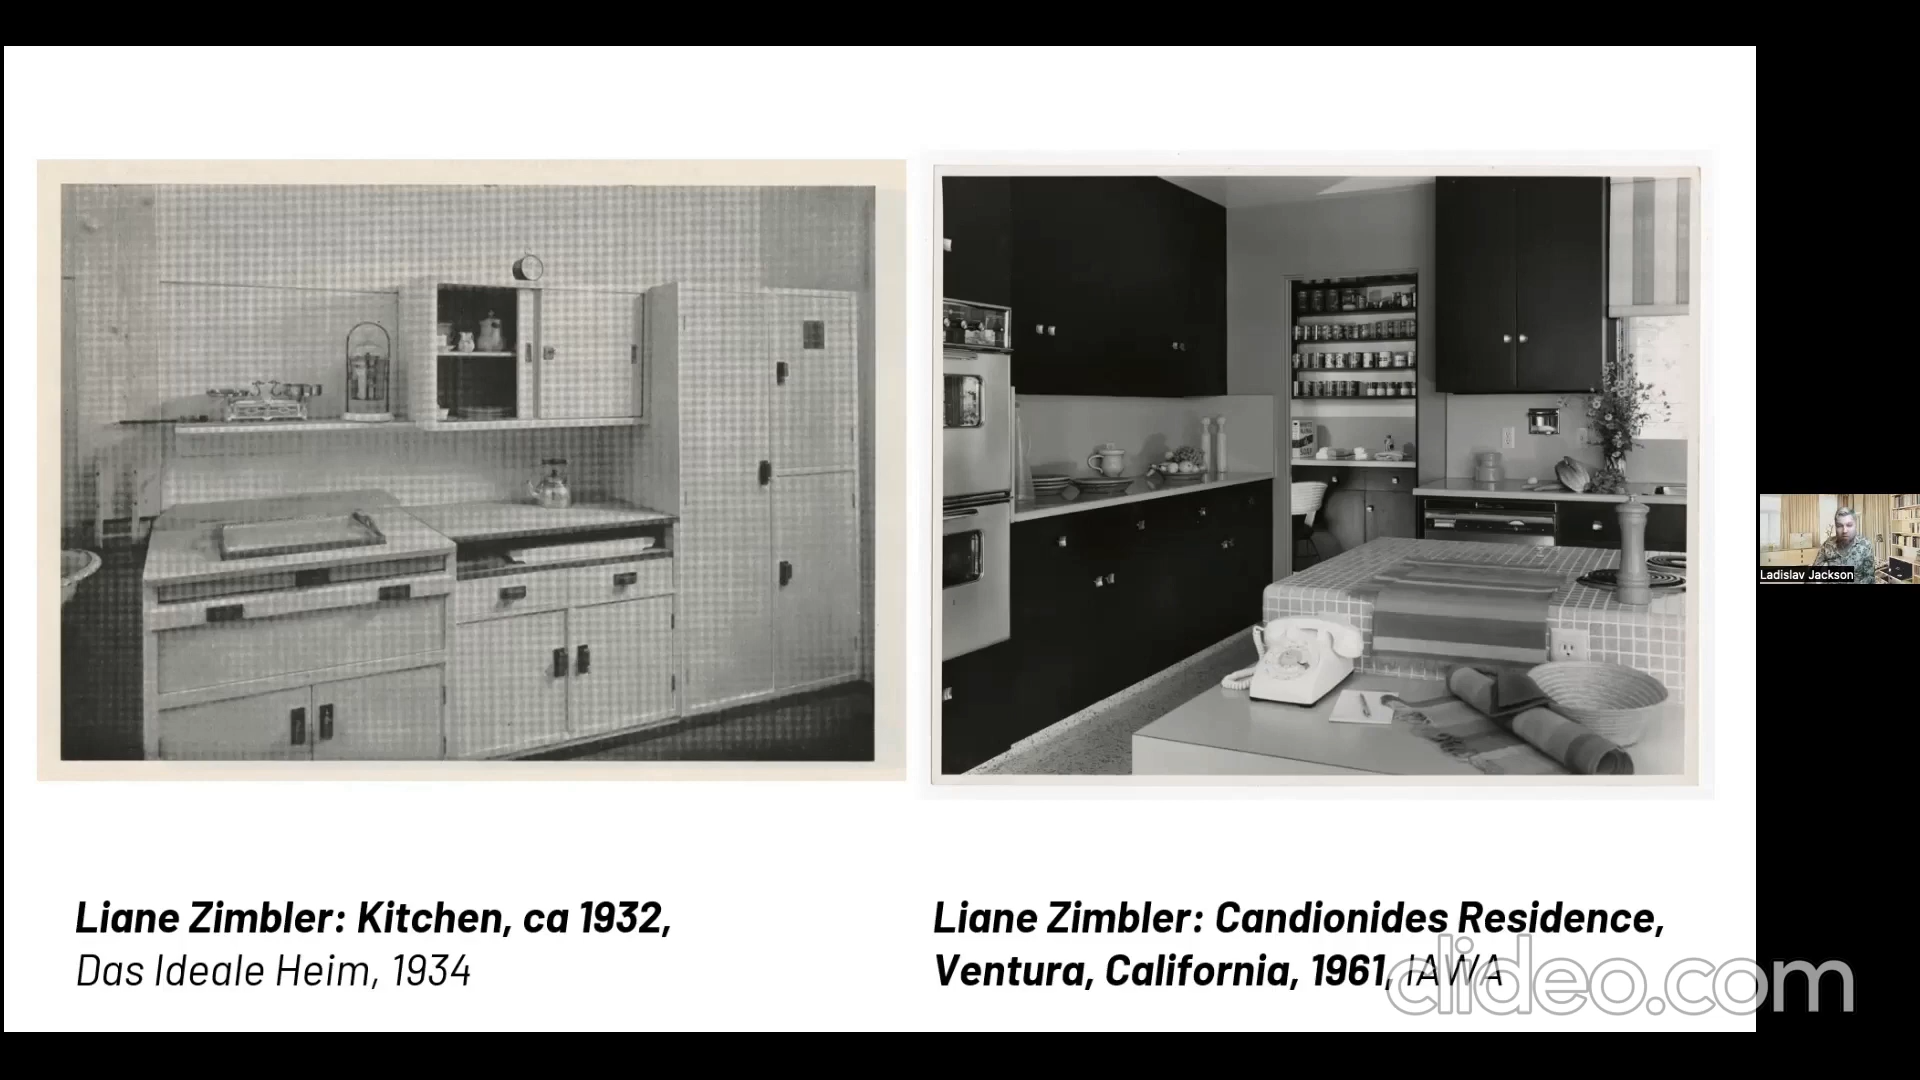 Liane Zimbler: Kitchen, ca 1932,
Das Ideale Heim, 1934
Liane Zimbler: Candionides Residence,
Ventura, California, 1961, IAWA
Ladislav Jackson
clideo.com